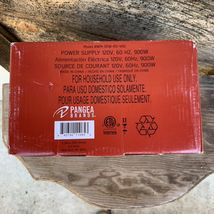 POWER SUPPLY 120V, 60 HZ, 900W
Alimentación Eléctrica 120V, 60Hz, 900W
SOURCE DE COURANT 120V, 60Hz, 900W
FOR HOUSEHOLD USE ONLY.
PARA USO DOMESTICO SOLAMENTE.
POUR USAGE DOMESTIQUE SEULEMENT.
PANGEA
BRANDS